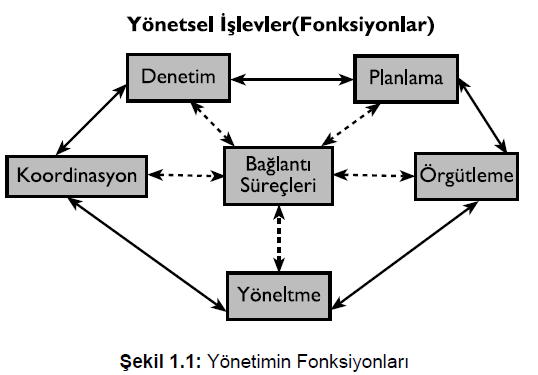 Yönetsel İşlevler(Fonksiyonlar)
Denetim
Planlama
Koordinasyon
Bağlantı
Süreçleri
Örgütleme
Yöneltme
Şekil 1.1: Yönetimin Fonksiyonları